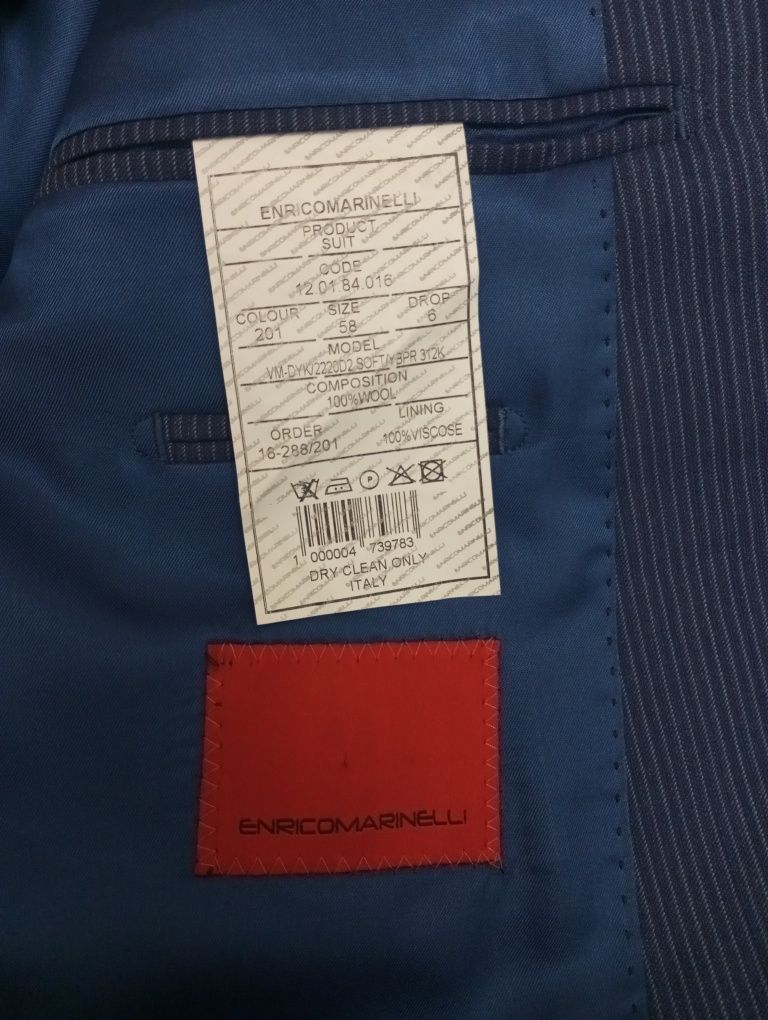 ENRICOMARINELLI
PRODUCT
SUIT
CODE
12.01.84.016
COLOUR SIZE DROP
201 58 6
MODEL
VM-DYK/2220D2 SOFT/YBPR 312K
COMPOSITION
100%WOOL
ORDER LINING
16-288/201 100%VISCOSE
P
1 000004 739783
DRY CLEAN ONLY
ITALY
ENRICOMARINELLI